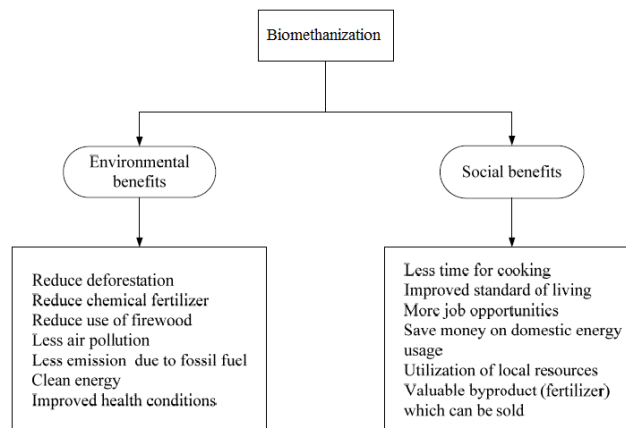 Biomethanization
Environmental
benefits
Social benefits
Reduce deforestation
Reduce chemical fertilizer
Reduce use of firewood
Less air pollution
Less emission due to fossil fuel
Clean energy
Improved health conditions
Less time for cooking
Improved standard of living
More job opportunities
Save money on domestic energy
usage
Utilization of local resources
Valuable byproduct (fertilizer)
which can be sold